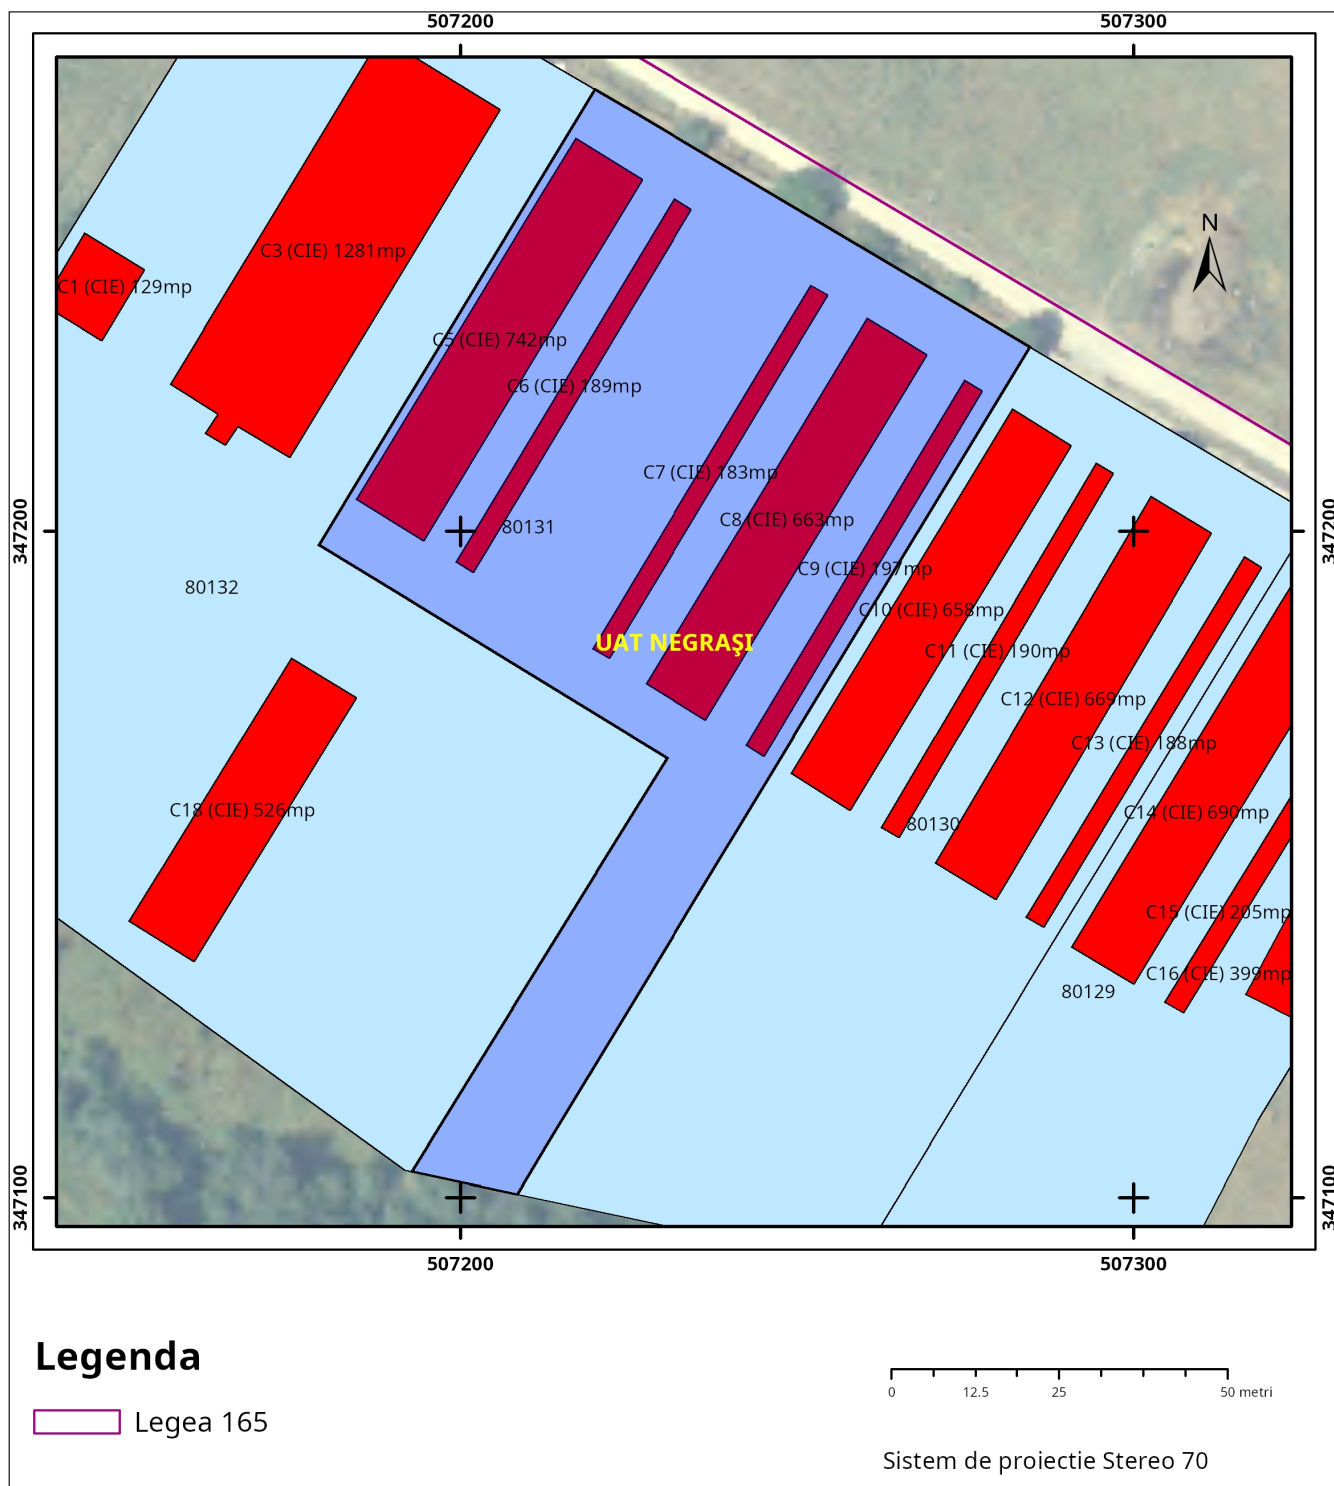 507200
507300
N
C3 (CIE) 1281mp
C1 (CIE) 129mp
C5 (CIE) 742mp
C6 (CIE) 189mp
C7 (CIE) 183mp
C8 (CIE) 663mp
347200
347200
80131
C9 (CIE) 197mp
80132
C10 (CIE) 658mp
UAT NEGRAŞI
C11 (CIE) 190mp
C12 (CIE) 669mp
C13 (CIE) 188mp
C18 (CIE) 526mp
C14 (CIE) 690mp
80130
C15 (CIE) 205mp
C16 (CIE) 399mp
80129
347100
347100
507200
507300
Legenda
Legea 165
0 12.5 25 50 metri
Sistem de proiectie Stereo 70